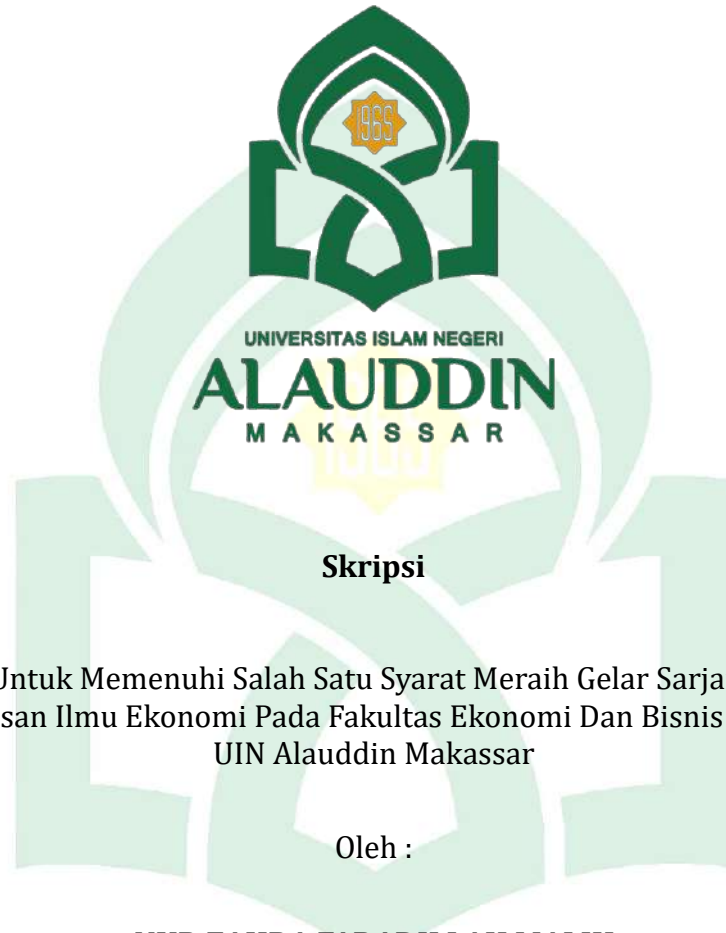 1965
UNIVERSITAS ISLAM NEGERI
ALAUDDIN
MAKASSAR
Skripsi
Untuk Memenuhi Salah Satu Syarat Meraih Gelar Sarja
san Ilmu Ekonomi Pada Fakultas Ekonomi Dan Bisnis
UIN Alauddin Makassar
Oleh :